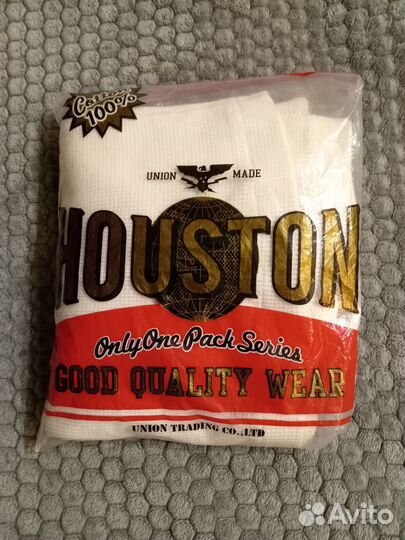 Cotton
100%
UNION MADE
HOUSTON
Only One Pack Series
GOOD QUALITY WEAR
UNION TRADING CO.,LTD
Avito